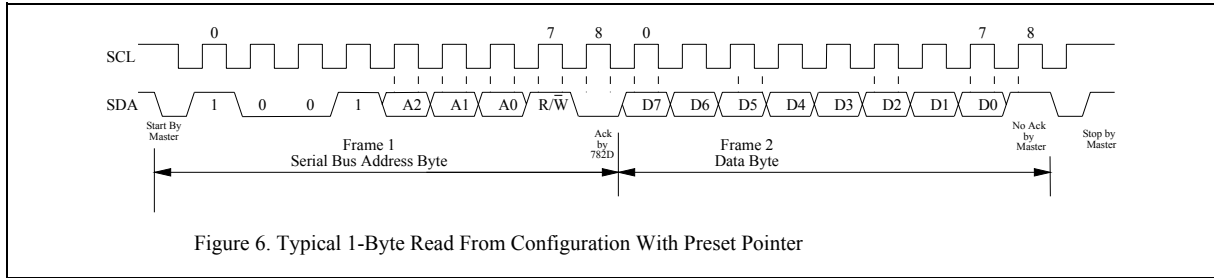 0 7 8 0 7 8
SCL
SDA 1 0 0 1 A2 A1 A0 R/W̅ D7 D6 D5 D4 D3 D2 D1 D0
Start By
Master
Ack
by
782D
No Ack
by
Master
Stop by
Master
Frame 1
Serial Bus Address Byte
Frame 2
Data Byte
Figure 6. Typical 1-Byte Read From Configuration With Preset Pointer